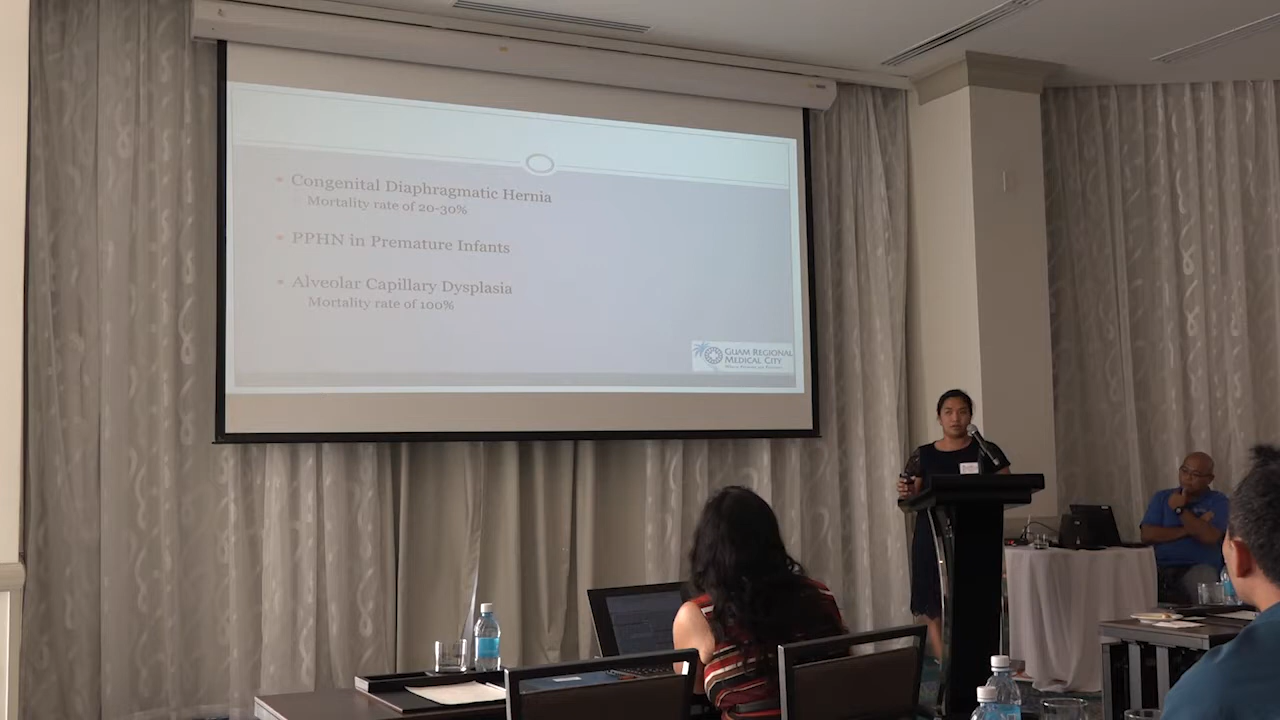 Congenital Diaphragmatic Hernia
Mortality rate of 20-30%
PPHN in Premature Infants
Alveolar Capillary Dysplasia
Mortality rate of 100%
Guam Regional
Medical City